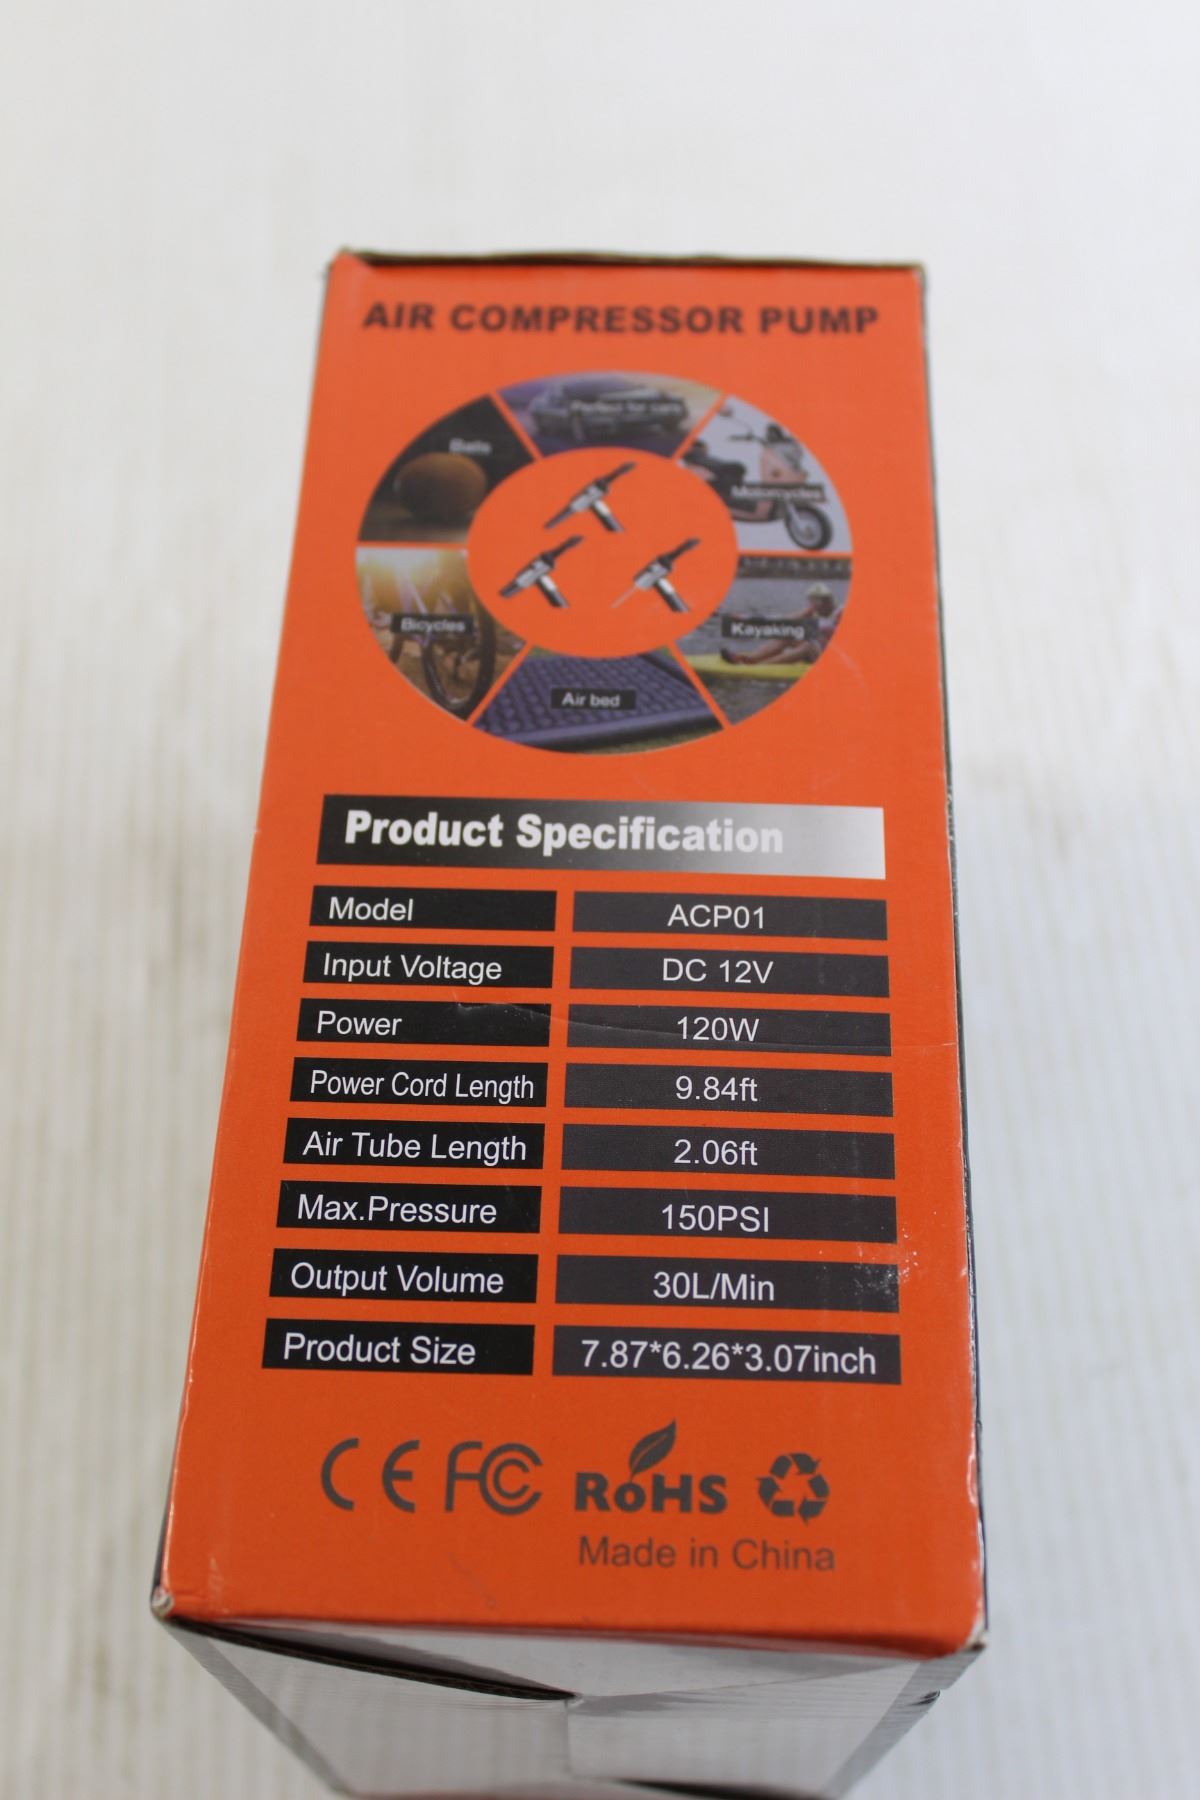 AIR COMPRESSOR PUMP
Perfect for cars
Balls
Motorcycles
Bicycles
Kayaking
Air bed
Product Specification
Model ACP01
Input Voltage DC 12V
Power 120W
Power Cord Length 9.84ft
Air Tube Length 2.06ft
Max.Pressure 150PSI
Output Volume 30L/Min
Product Size 7.87*6.26*3.07inch
CE FC RoHS
Made in China